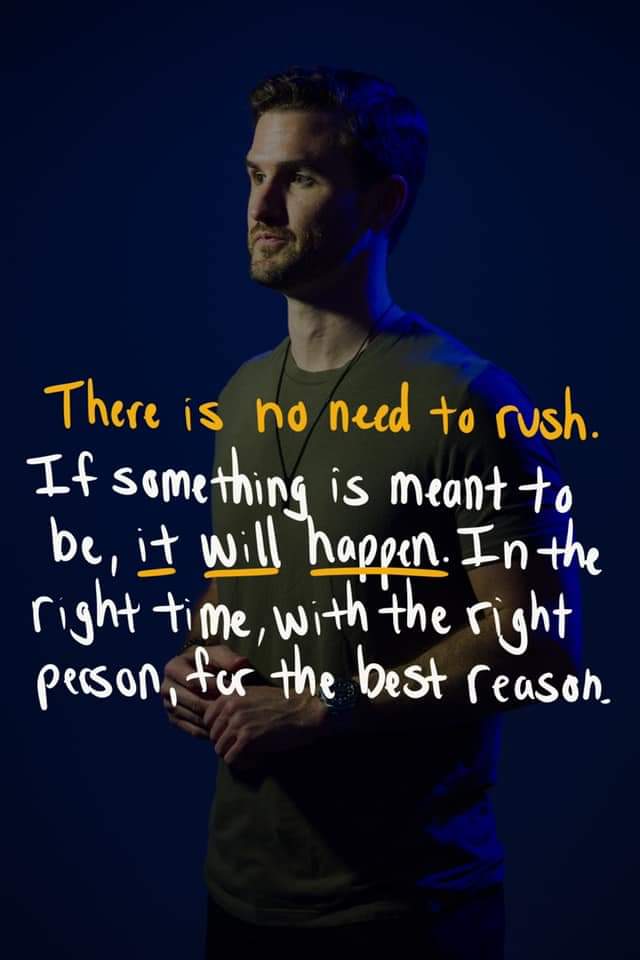 There is no need to rush.
If something is meant to
be, it will happen. In the
right time, with the right
person, for the best reason.